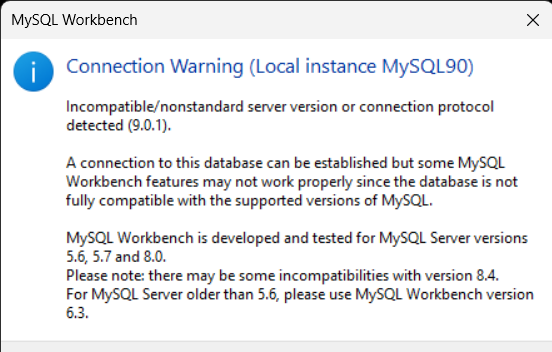 MySQL Workbench
Connection Warning (Local instance MySQL90)
Incompatible/nonstandard server version or connection protocol
detected (9.0.1).
A connection to this database can be established but some MySQL
Workbench features may not work properly since the database is not
fully compatible with the supported versions of MySQL.
MySQL Workbench is developed and tested for MySQL Server versions
5.6, 5.7 and 8.0.
Please note: there may be some incompatibilities with version 8.4.
For MySQL Server older than 5.6, please use MySQL Workbench version
6.3.